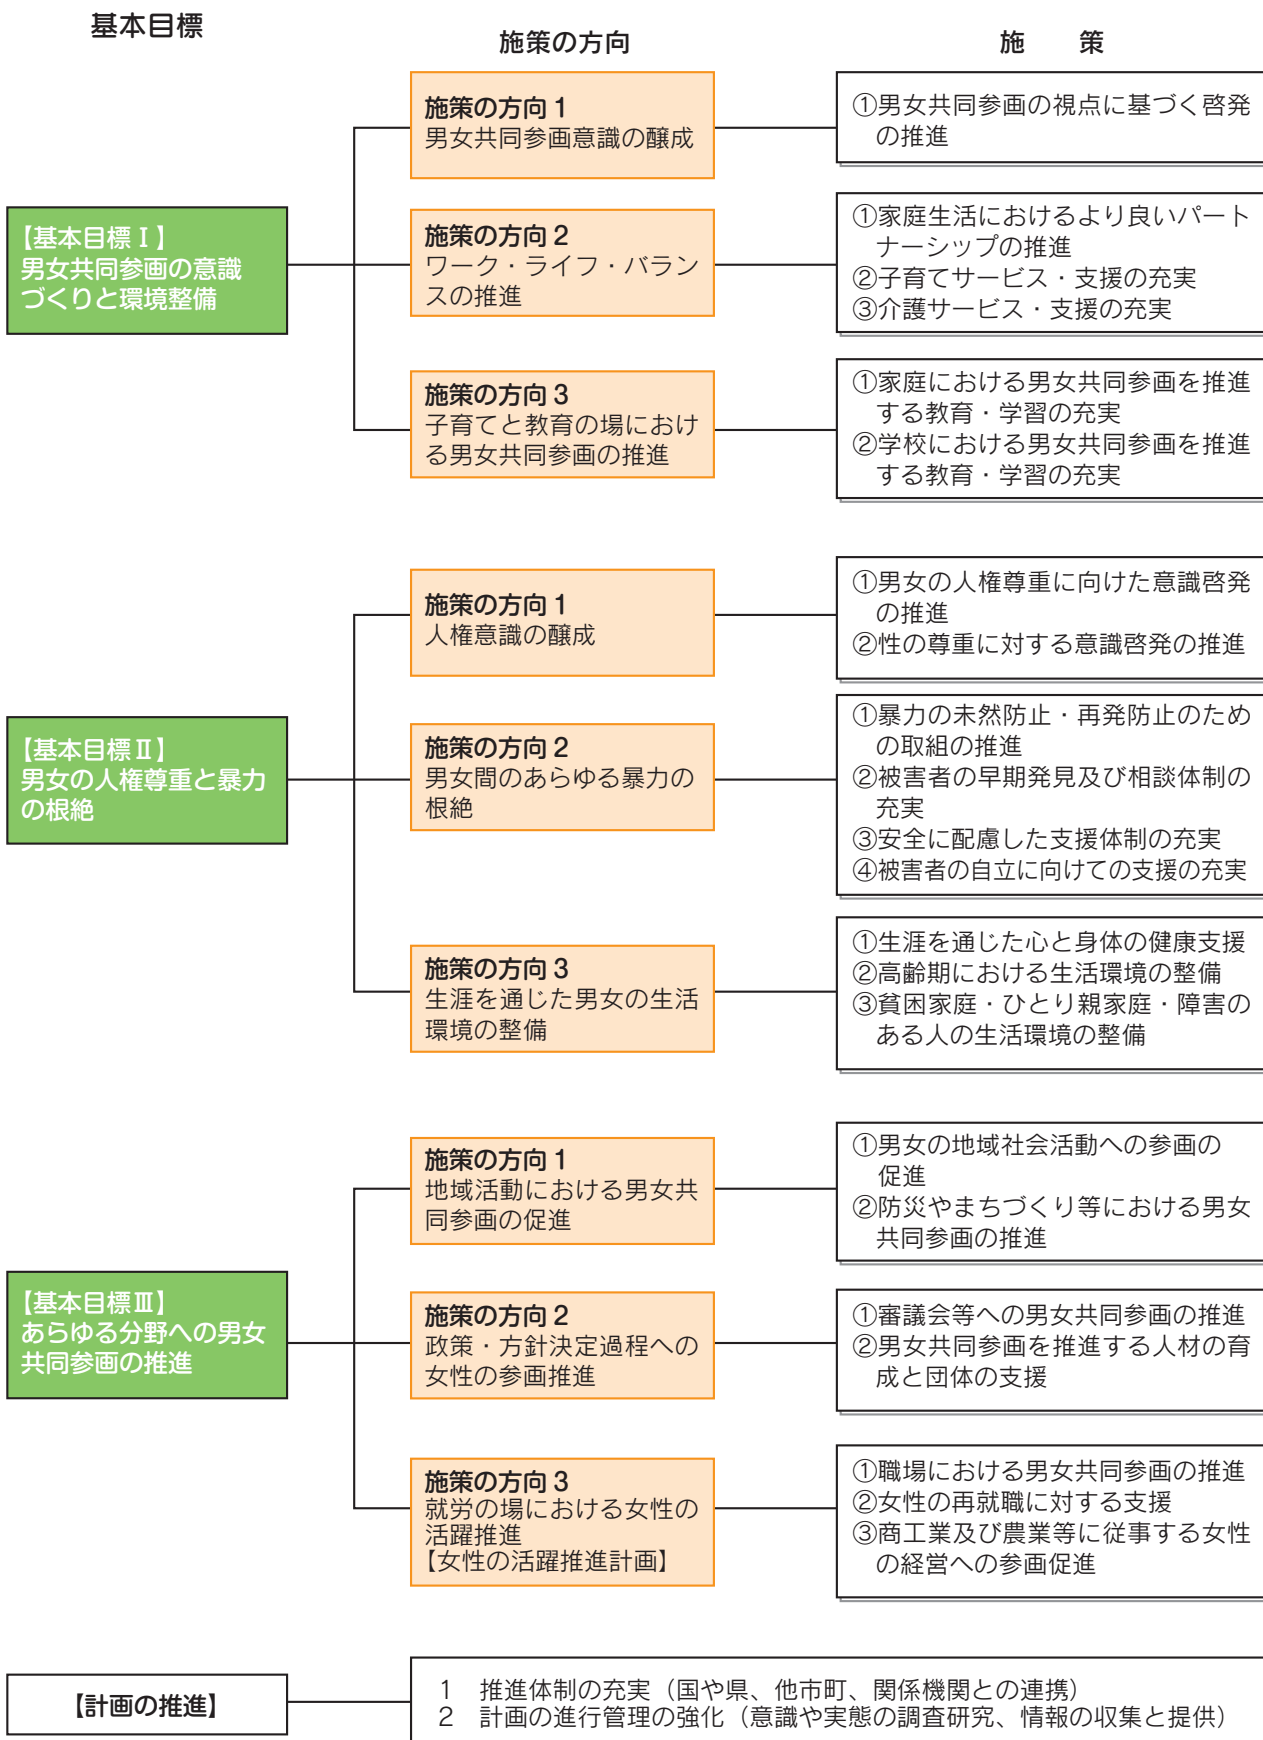 基本目標
施策の方向
施　策
【基本目標Ⅰ】
男女共同参画の意識
づくりと環境整備
施策の方向1
男女共同参画意識の醸成
①男女共同参画の視点に基づく啓発
の推進
施策の方向2
ワーク・ライフ・バラン
スの推進
①家庭生活におけるより良いパート
ナーシップの推進
②子育てサービス・支援の充実
③介護サービス・支援の充実
施策の方向3
子育てと教育の場におけ
る男女共同参画の推進
①家庭における男女共同参画を推進
する教育・学習の充実
②学校における男女共同参画を推進
する教育・学習の充実
【基本目標Ⅱ】
男女の人権尊重と暴力
の根絶
施策の方向1
人権意識の醸成
①男女の人権尊重に向けた意識啓発
の推進
②性の尊重に対する意識啓発の推進
施策の方向2
男女間のあらゆる暴力の
根絶
①暴力の未然防止・再発防止のため
の取組の推進
②被害者の早期発見及び相談体制の
充実
③安全に配慮した支援体制の充実
④被害者の自立に向けての支援の充実
施策の方向3
生涯を通じた男女の生活
環境の整備
①生涯を通じた心と身体の健康支援
②高齢期における生活環境の整備
③貧困家庭・ひとり親家庭・障害の
ある人の生活環境の整備
【基本目標Ⅲ】
あらゆる分野への男女
共同参画の推進
施策の方向1
地域活動における男女共
同参画の促進
①男女の地域社会活動への参画の
促進
②防災やまちづくり等における男女
共同参画の推進
施策の方向2
政策・方針決定過程への
女性の参画推進
①審議会等への男女共同参画の推進
②男女共同参画を推進する人材の育
成と団体の支援
施策の方向3
就労の場における女性の
活躍推進
【女性の活躍推進計画】
①職場における男女共同参画の推進
②女性の再就職に対する支援
③商工業及び農業等に従事する女性
の経営への参画促進
【計画の推進】
1　推進体制の充実（国や県、他市町、関係機関との連携）
2　計画の進行管理の強化（意識や実態の調査研究、情報の収集と提供）